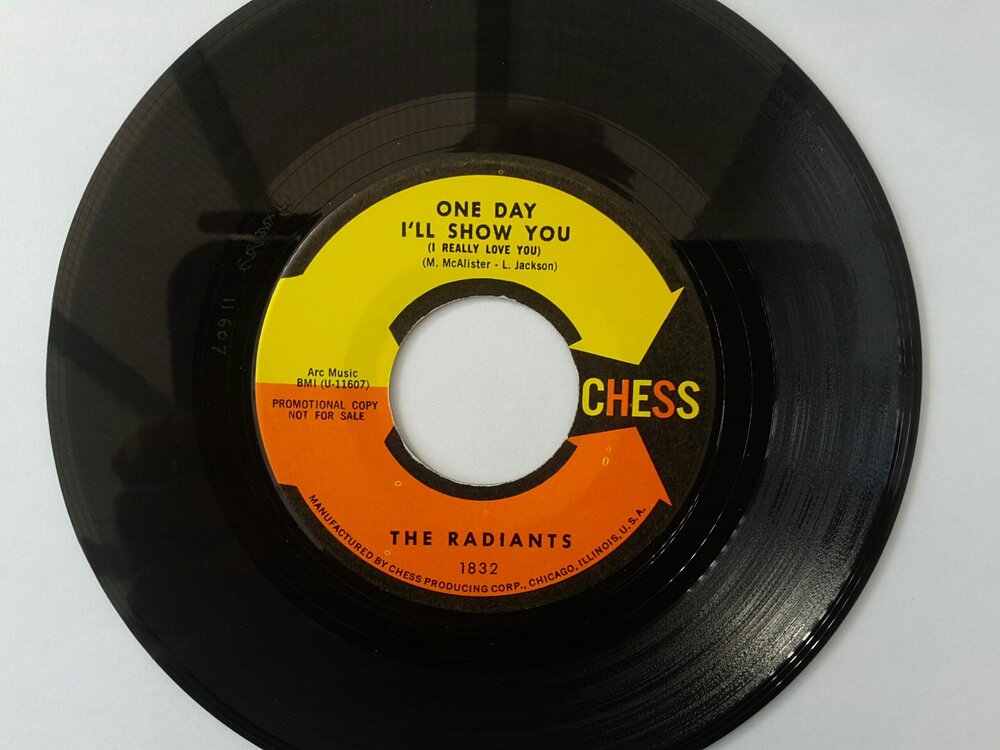 ONE DAY
I'LL SHOW YOU
(I REALLY LOVE YOU)
(M. McAlister - L. Jackson)
Arc Music
BMI (U-11607)
PROMOTIONAL COPY
NOT FOR SALE
CHESS
THE RADIANTS
1832
MANUFACTURED BY CHESS PRODUCING CORP., CHICAGO, ILLINOIS, U.S.A.
11607